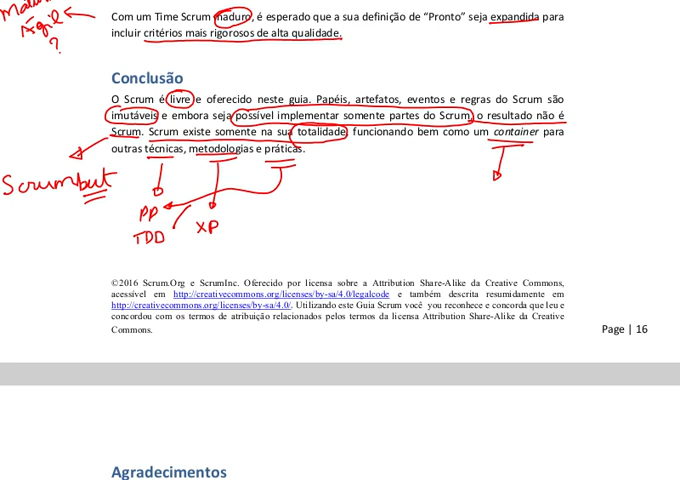 Com um Time Scrum maduro, é esperado que a sua definição de “Pronto” seja expandida para
incluir critérios mais rigorosos de alta qualidade.
Ágil
?
Conclusão
O Scrum é livre e oferecido neste guia. Papéis, artefatos, eventos e regras do Scrum são
imutáveis e embora seja possível implementar somente partes do Scrum, o resultado não é
Scrum. Scrum existe somente na sua totalidade, funcionando bem como um container para
outras técnicas, metodologias e práticas.
Scrumbut
PP
TDD
XP
©2016 Scrum.Org e ScrumInc. Oferecido por licensa sobre a Attribution Share-Alike da Creative Commons,
acessível em http://creativecommons.org/licenses/by-sa/4.0/legalcode e também descrita resumidamente em
http://creativecommons.org/licenses/by-sa/4.0/. Utilizando este Guia Scrum você you reconhece e concorda que leu e
concordou com os termos de atribuição relacionados pelos termos da licensa Attribution Share-Alike da Creative
Commons.
Page | 16
Agradecimentos